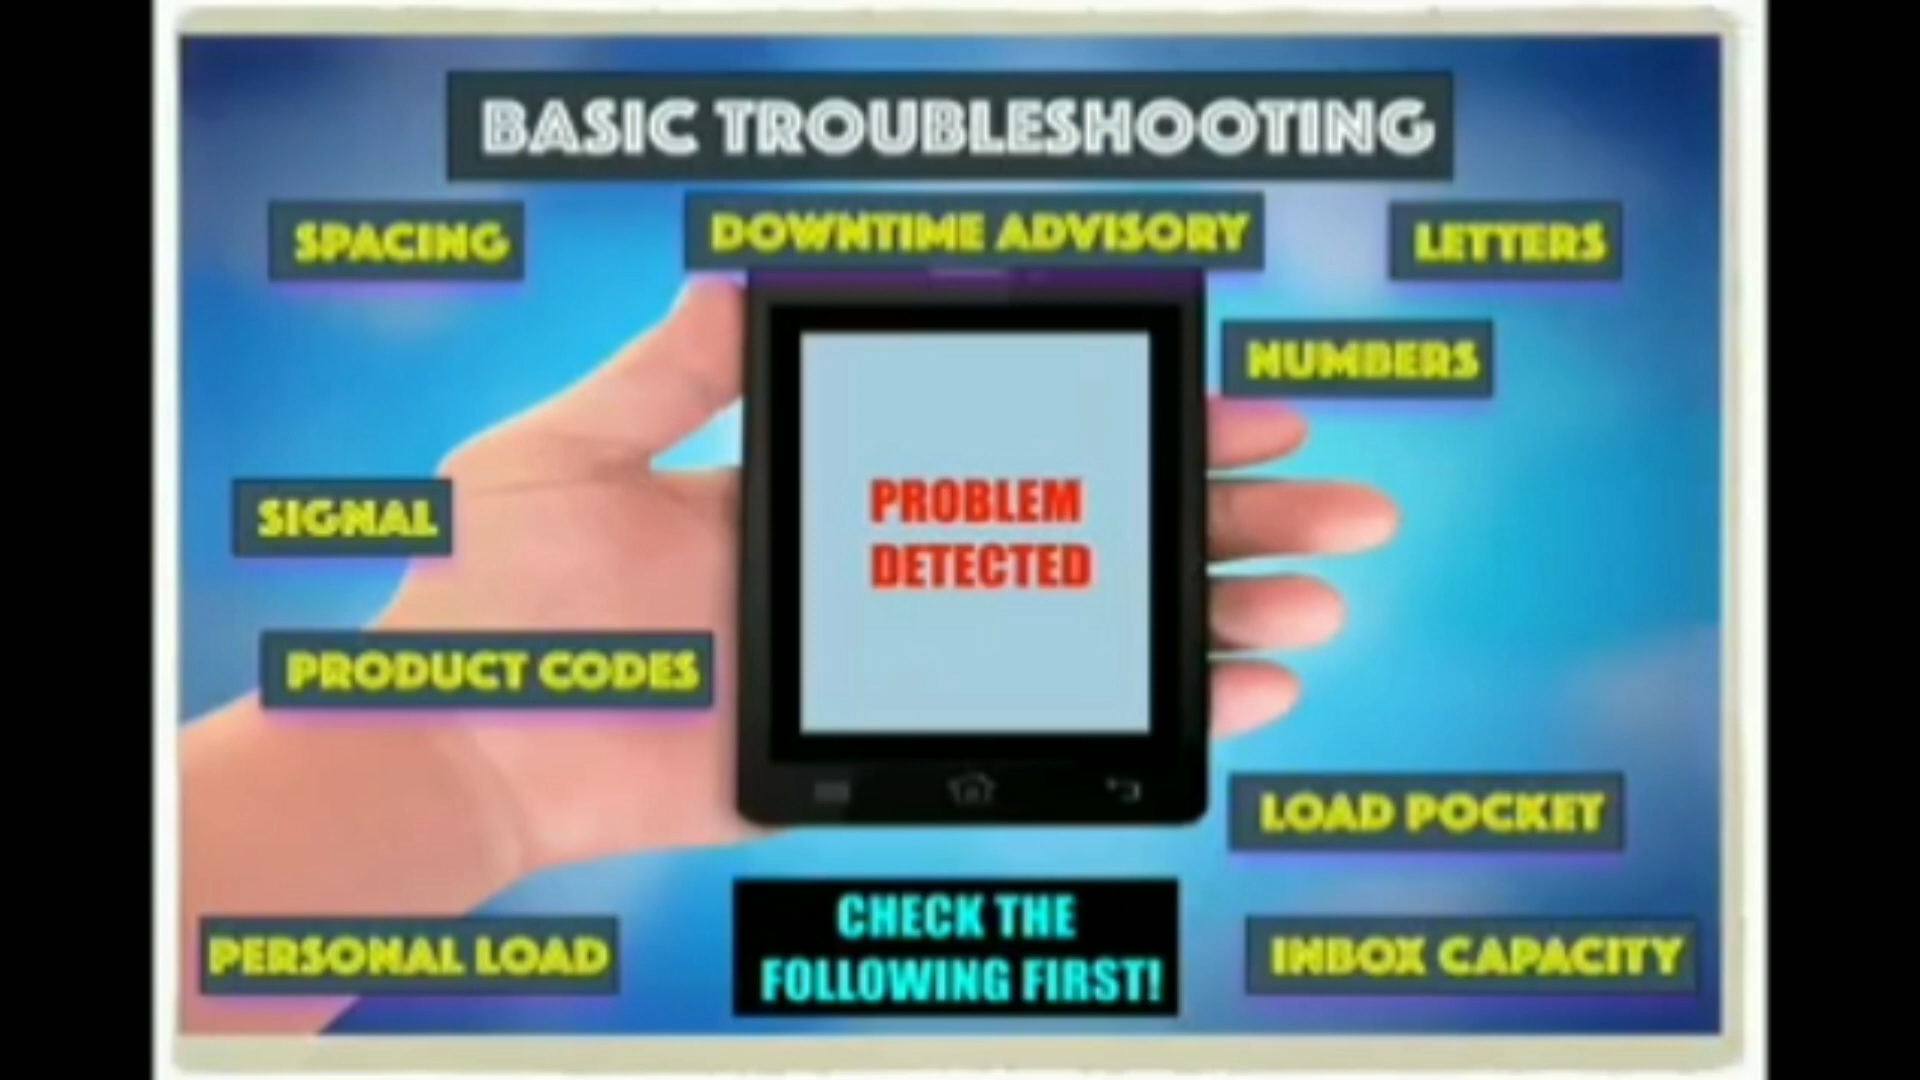 BASIC TROUBLESHOOTING
SPACING
DOWNTIME ADVISORY
LETTERS
NUMBERS
PROBLEM
DETECTED
SIGNAL
PRODUCT CODES
LOAD POCKET
CHECK THE
FOLLOWING FIRST!
PERSONAL LOAD
INBOX CAPACITY